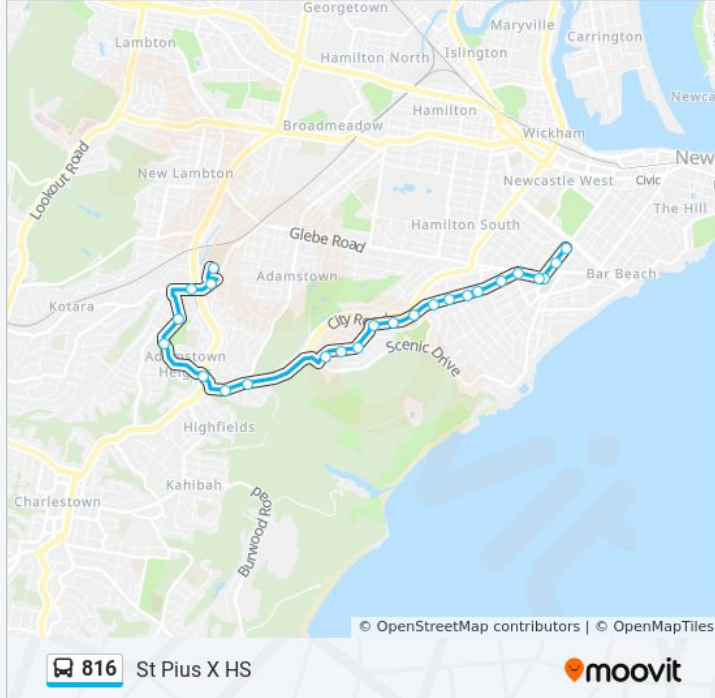 Georgetown
Maryville
Carrington
Lambton
Islington
Hamilton North
Hamilton
Broadmeadow
Wickham
Lookout Road
New Lambton
New
Newcastle West
Civic
The Hill
Hamilton South
Glebe Road
Bar Beach
Adamstown
Kotara
City Road
Scenic Drive
Adamstown
Heights
Highfields
Kahibah
Charlestown
Burwood Road
© OpenStreetMap contributors | © OpenMapTiles
816 St Pius X HS
moovit